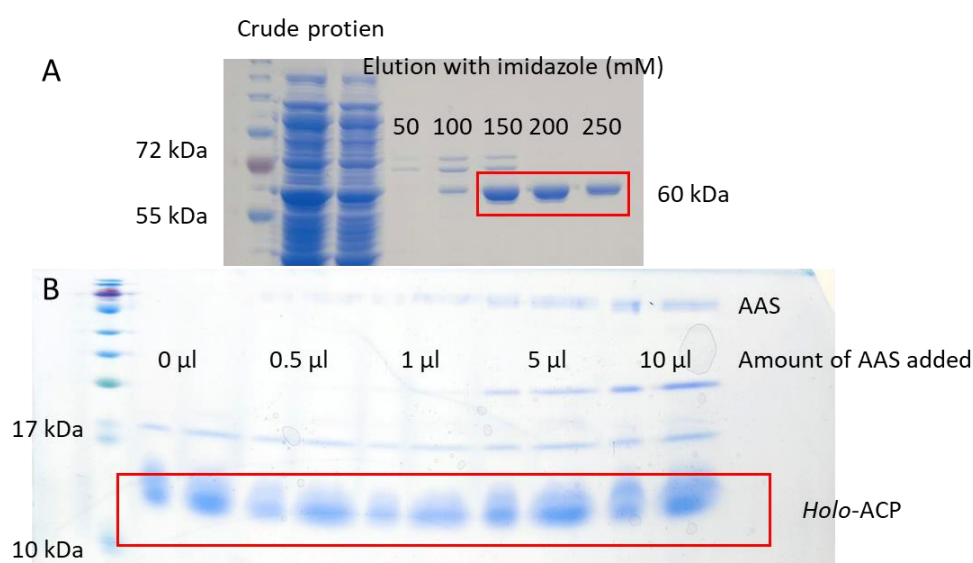 Crude protien
A
Elution with imidazole (mM)
50 100 150 200 250
72 kDa
60 kDa
55 kDa
B
AAS
0 µl 0.5 µl 1 µl 5 µl 10 µl Amount of AAS added
17 kDa
Holo-ACP
10 kDa